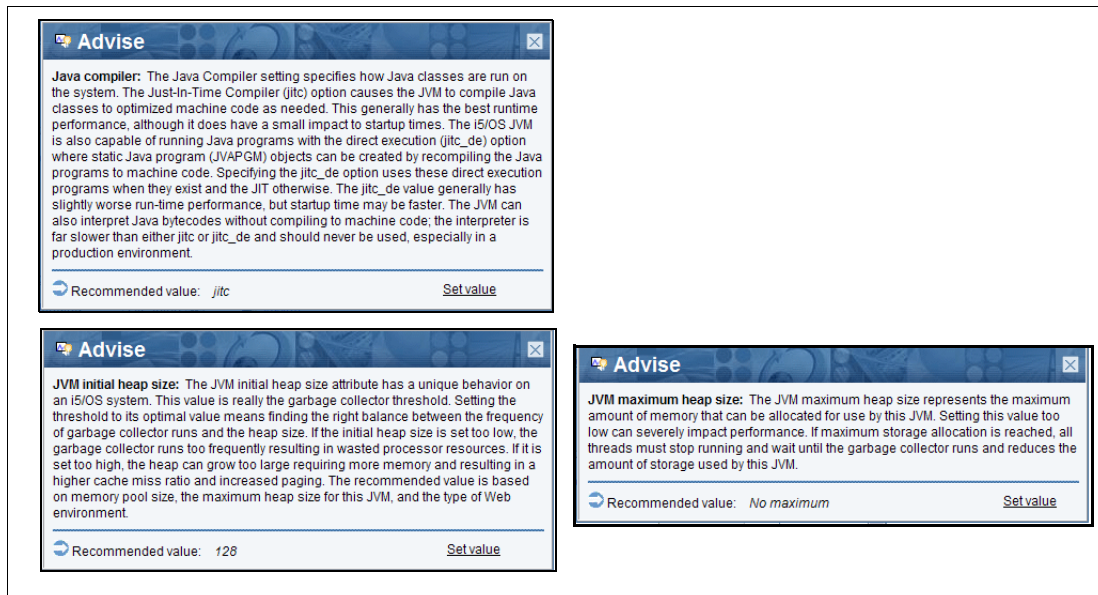 Advise
Java compiler: The Java Compiler setting specifies how Java classes are run on
the system. The Just-In-Time Compiler (jitc) option causes the JVM to compile Java
classes to optimized machine code as needed. This generally has the best runtime
performance, although it does have a small impact to startup times. The i5/OS JVM
is also capable of running Java programs with the direct execution (jitc_de) option
where static Java program (JVAPGM) objects can be created by recompiling the Java
programs to machine code. Specifying the jitc_de option uses these direct execution
programs when they exist and the JIT otherwise. The jitc_de value generally has
slightly worse run-time performance, but startup time may be faster. The JVM can
also interpret Java bytecodes without compiling to machine code; the interpreter is
far slower than either jitc or jitc_de and should never be used, especially in a
production environment.
Recommended value: jitc Set value
Advise
JVM initial heap size: The JVM initial heap size attribute has a unique behavior on
an i5/OS system. This value is really the garbage collector threshold. Setting the
threshold to its optimal value means finding the right balance between the frequency
of garbage collector runs and the heap size. If the initial heap size is set too low, the
garbage collector runs too frequently resulting in wasted processor resources. If it is
set too high, the heap can grow too large requiring more memory and resulting in a
higher cache miss ratio and increased paging. The recommended value is based
on memory pool size, the maximum heap size for this JVM, and the type of Web
environment.
Recommended value: 128 Set value
Advise
JVM maximum heap size: The JVM maximum heap size represents the maximum
amount of memory that can be allocated for use by this JVM. Setting this value too
low can severely impact performance. If maximum storage allocation is reached, all
threads must stop running and wait until the garbage collector runs and reduces the
amount of storage used by this JVM.
Recommended value: No maximum Set value